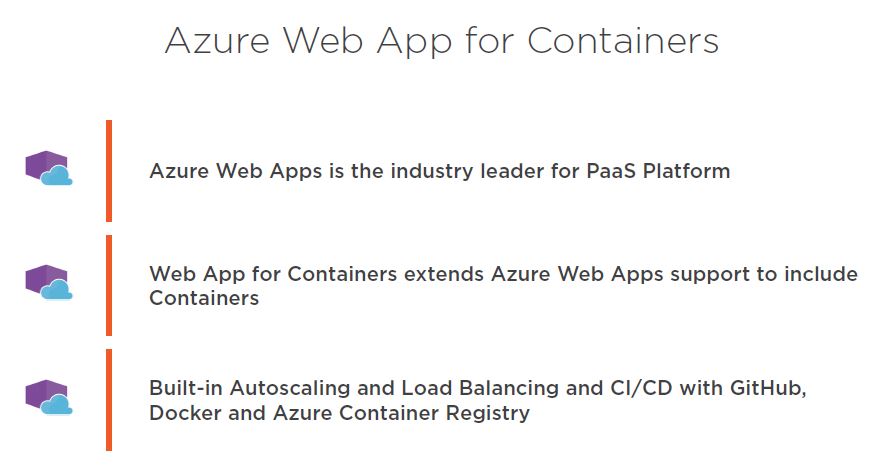 Azure Web App for Containers
Azure Web Apps is the industry leader for PaaS Platform
Web App for Containers extends Azure Web Apps support to include
Containers
Built-in Autoscaling and Load Balancing and CI/CD with GitHub,
Docker and Azure Container Registry